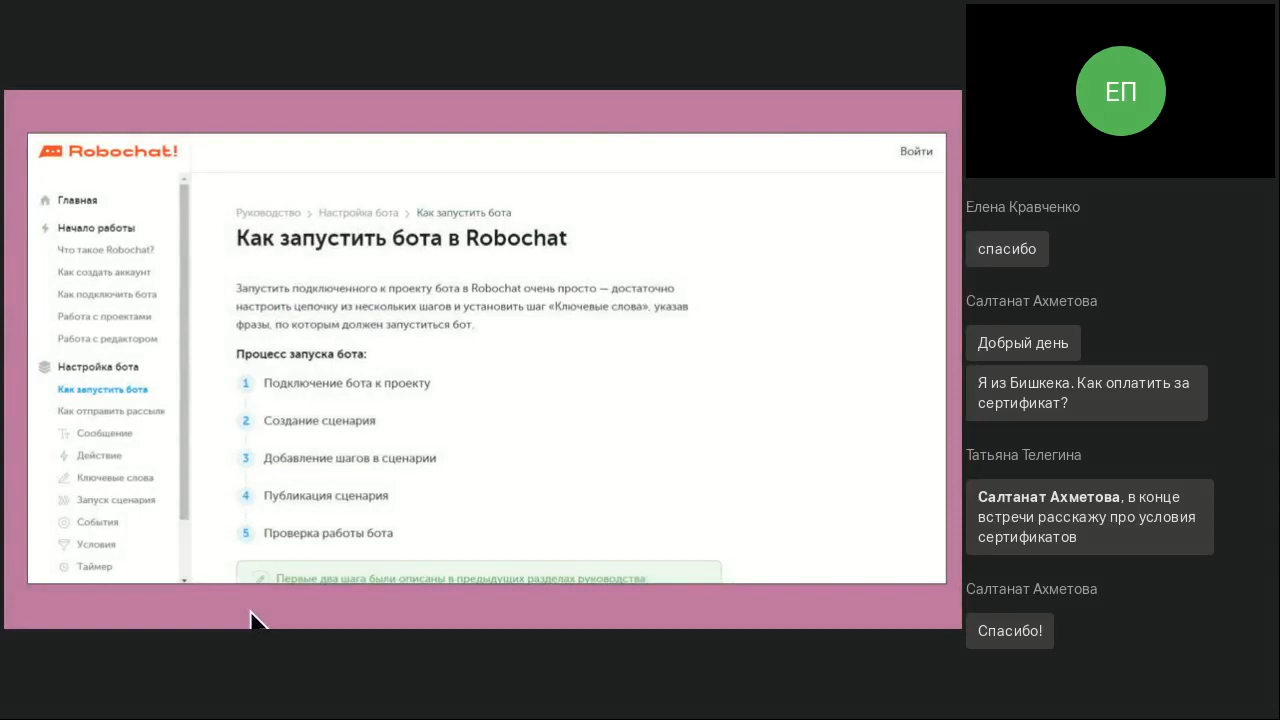 Robochat!
Войти
Главная
Начало работы
Что такое Robochat?
Как создать аккаунт
Как подключить бота
Работа с проектами
Работа с редактором
Настройка бота
Как запустить бота
Как отправить рассылк
Сообщение
Действие
Ключевые слова
Запуск сценария
События
Условия
Таймер
Руководство > Настройка бота > Как запустить бота
Как запустить бота в Robochat
Запустить подключенного к проекту бота в Robochat очень просто — достаточно
настроить цепочку из нескольких шагов и установить шаг «Ключевые слова», указав
фразы, по которым должен запуститься бот.
Процесс запуска бота:
1 Подключение бота к проекту
2 Создание сценария
3 Добавление шагов в сценарии
4 Публикация сценария
5 Проверка работы бота
Первые два шага были описаны в предыдущих разделах руководства.
ЕП
Елена Кравченко
спасибо
Салтанат Ахметова
Добрый день
Я из Бишкека. Как оплатить за
сертификат?
Татьяна Телегина
Салтанат Ахметова, в конце
встречи расскажу про условия
сертификатов
Салтанат Ахметова
Спасибо!